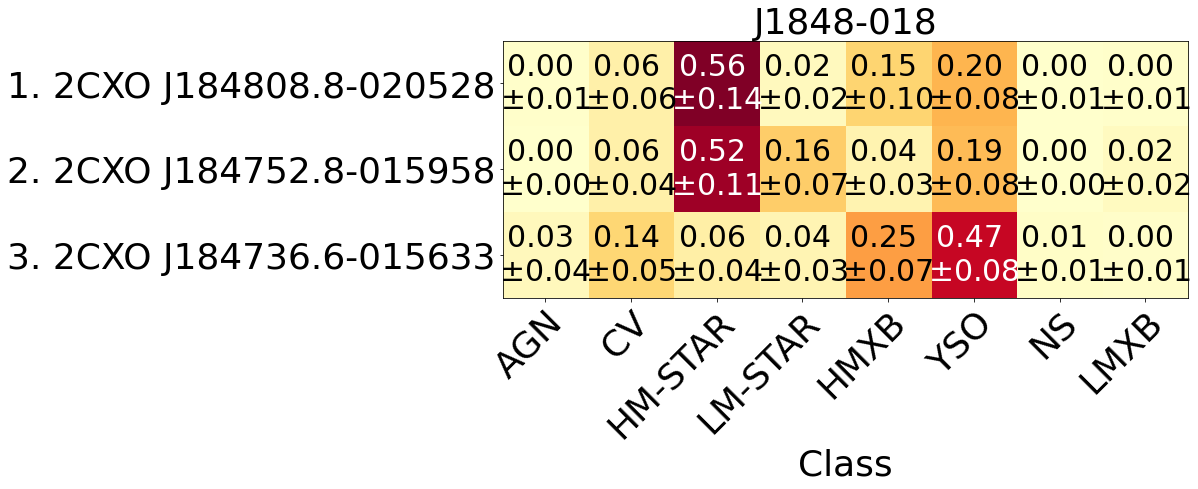 J1848-018
1. 2CXO J184808.8-020528 0.00 0.06 0.56 0.02 0.15 0.20 0.00 0.00
±0.01 ±0.06 ±0.14 ±0.02 ±0.10 ±0.08 ±0.01 ±0.01
2. 2CXO J184752.8-015958 0.00 0.06 0.52 0.16 0.04 0.19 0.00 0.02
±0.00 ±0.04 ±0.11 ±0.07 ±0.03 ±0.08 ±0.00 ±0.02
3. 2CXO J184736.6-015633 0.03 0.14 0.06 0.04 0.25 0.47 0.01 0.00
±0.04 ±0.05 ±0.04 ±0.03 ±0.07 ±0.08 ±0.01 ±0.01
AGN CV HM-STAR LM-STAR HMXB YSO NS LMXB
Class